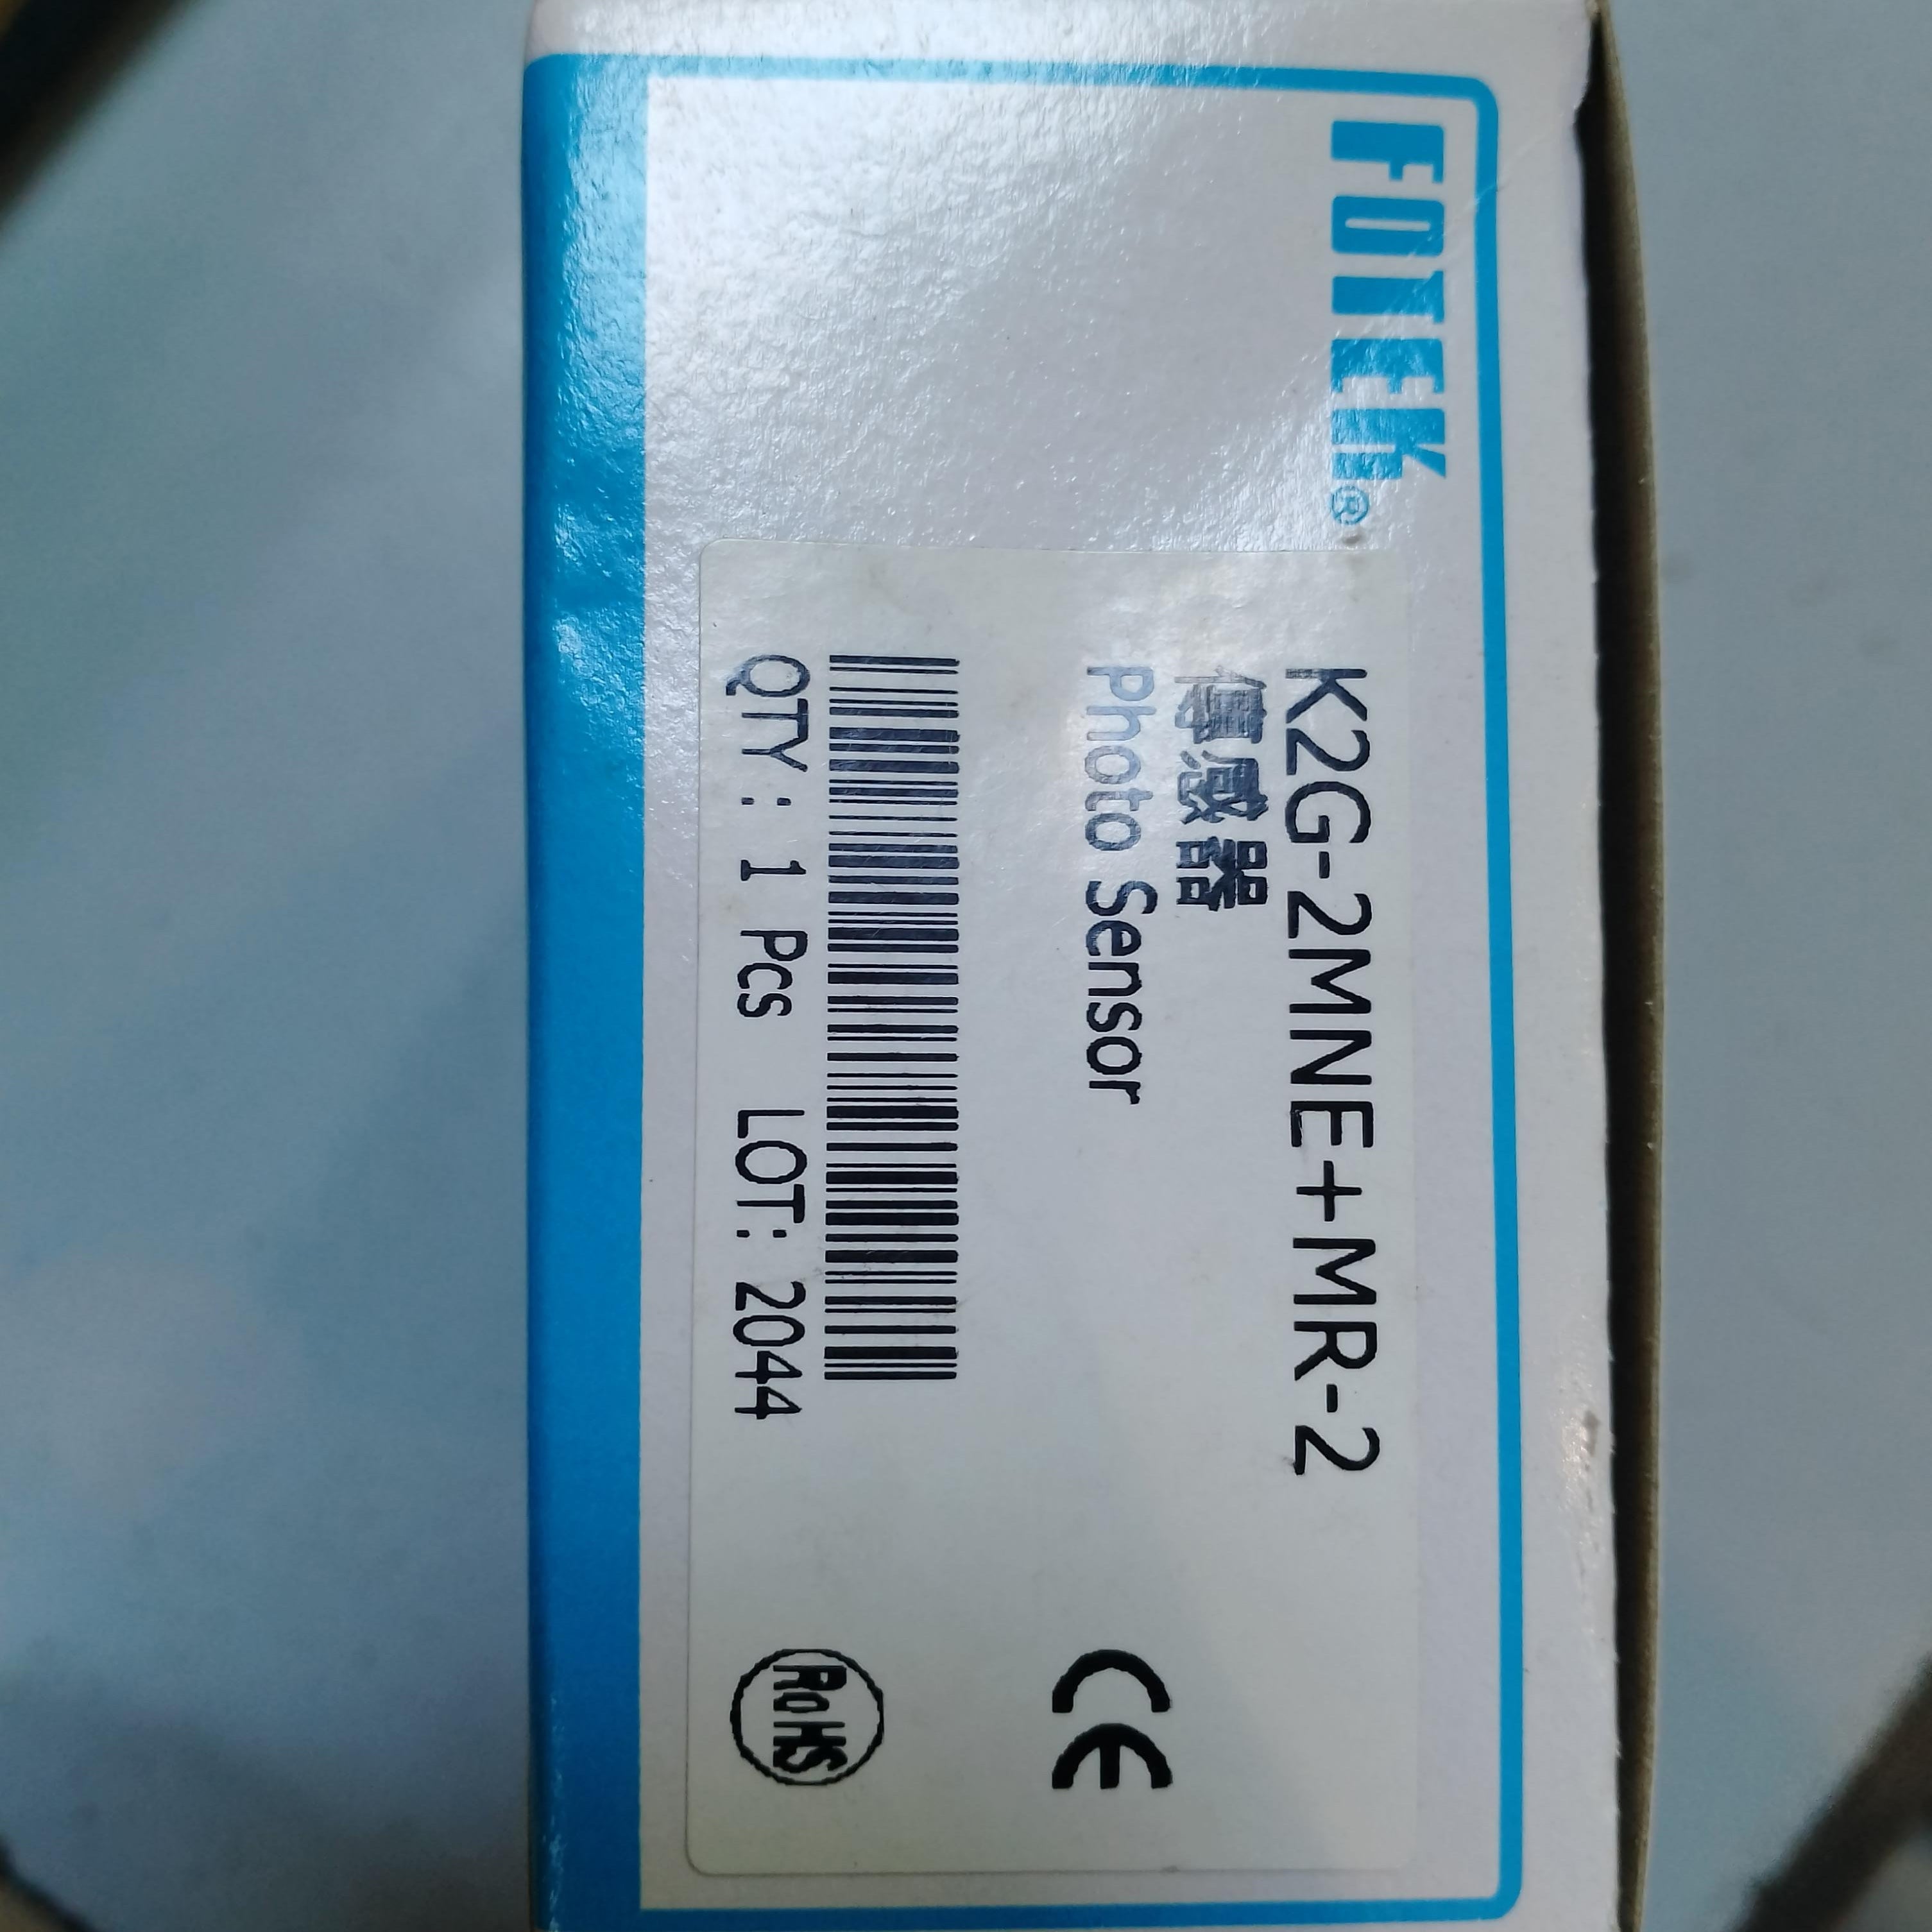 FOTEK®
K2G-2MNE+MR-2
傳感器
Photo Sensor
CE
QTY : 1 Pcs LOT: 2044
RoHS